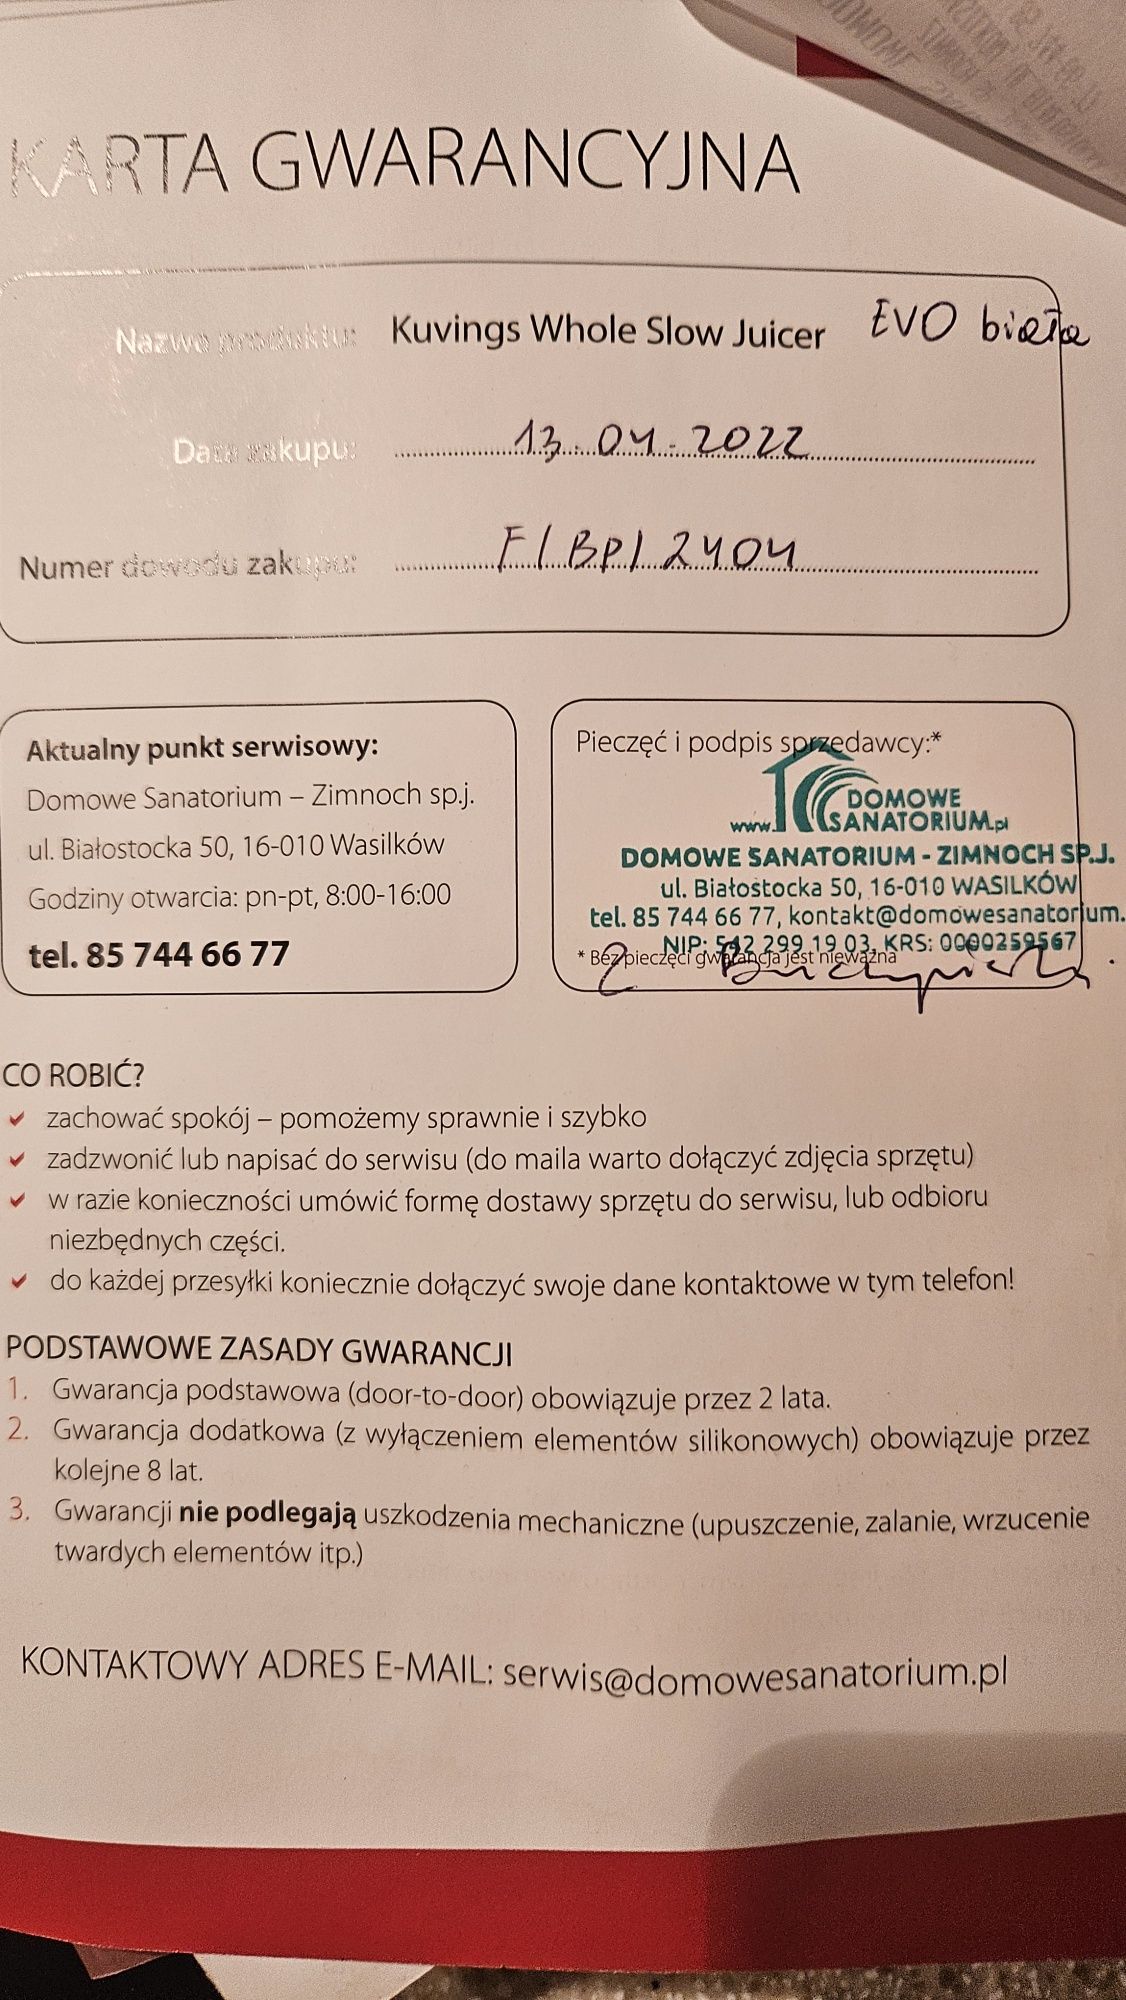 KARTA GWARANCYJNA
Nazwa produktu: Kuvings Whole Slow Juicer EVO biała
Data zakupu: 13.04.2022
Numer dowodu zakupu: F/BP/2404
Aktualny punkt serwisowy:
Domowe Sanatorium – Zimnoch sp.j.
ul. Białostocka 50, 16-010 Wasilków
Godziny otwarcia: pn-pt, 8:00-16:00
tel. 85 744 66 77
Pieczęć i podpis sprzedawcy:*
DOMOWE
www. SANATORIUM.pl
DOMOWE SANATORIUM - ZIMNOCH SP.J.
ul. Białostocka 50, 16-010 WASILKÓW
tel. 85 744 66 77, kontakt@domowesanatorium.
NIP: 542 299 19 03, KRS: 0000259567
* Bez pieczęci gwarancja jest nieważna
CO ROBIĆ?
zachować spokój – pomożemy sprawnie i szybko
zadzwonić lub napisać do serwisu (do maila warto dołączyć zdjęcia sprzętu)
w razie konieczności umówić formę dostawy sprzętu do serwisu, lub odbioru
niezbędnych części.
do każdej przesyłki koniecznie dołączyć swoje dane kontaktowe w tym telefon!
PODSTAWOWE ZASADY GWARANCJI
1. Gwarancja podstawowa (door-to-door) obowiązuje przez 2 lata.
2. Gwarancja dodatkowa (z wyłączeniem elementów silikonowych) obowiązuje przez
kolejne 8 lat.
3. Gwarancji nie podlegają uszkodzenia mechaniczne (upuszczenie, zalanie, wrzucenie
twardych elementów itp.)
KONTAKTOWY ADRES E-MAIL: serwis@domowesanatorium.pl